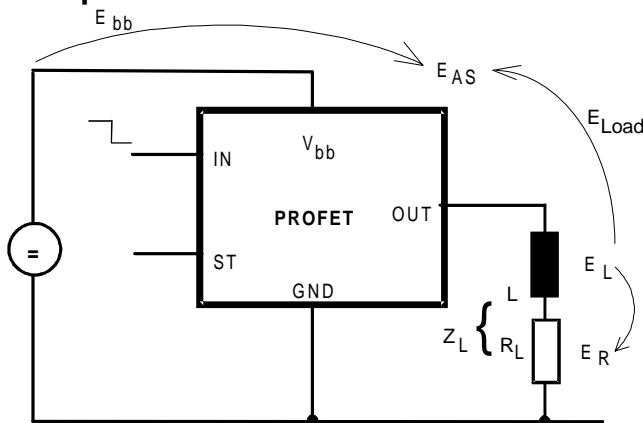 E bb
E AS
E Load
V bb
IN
PROFET
OUT
=
ST
GND
E L
L
Z L { R L
E R